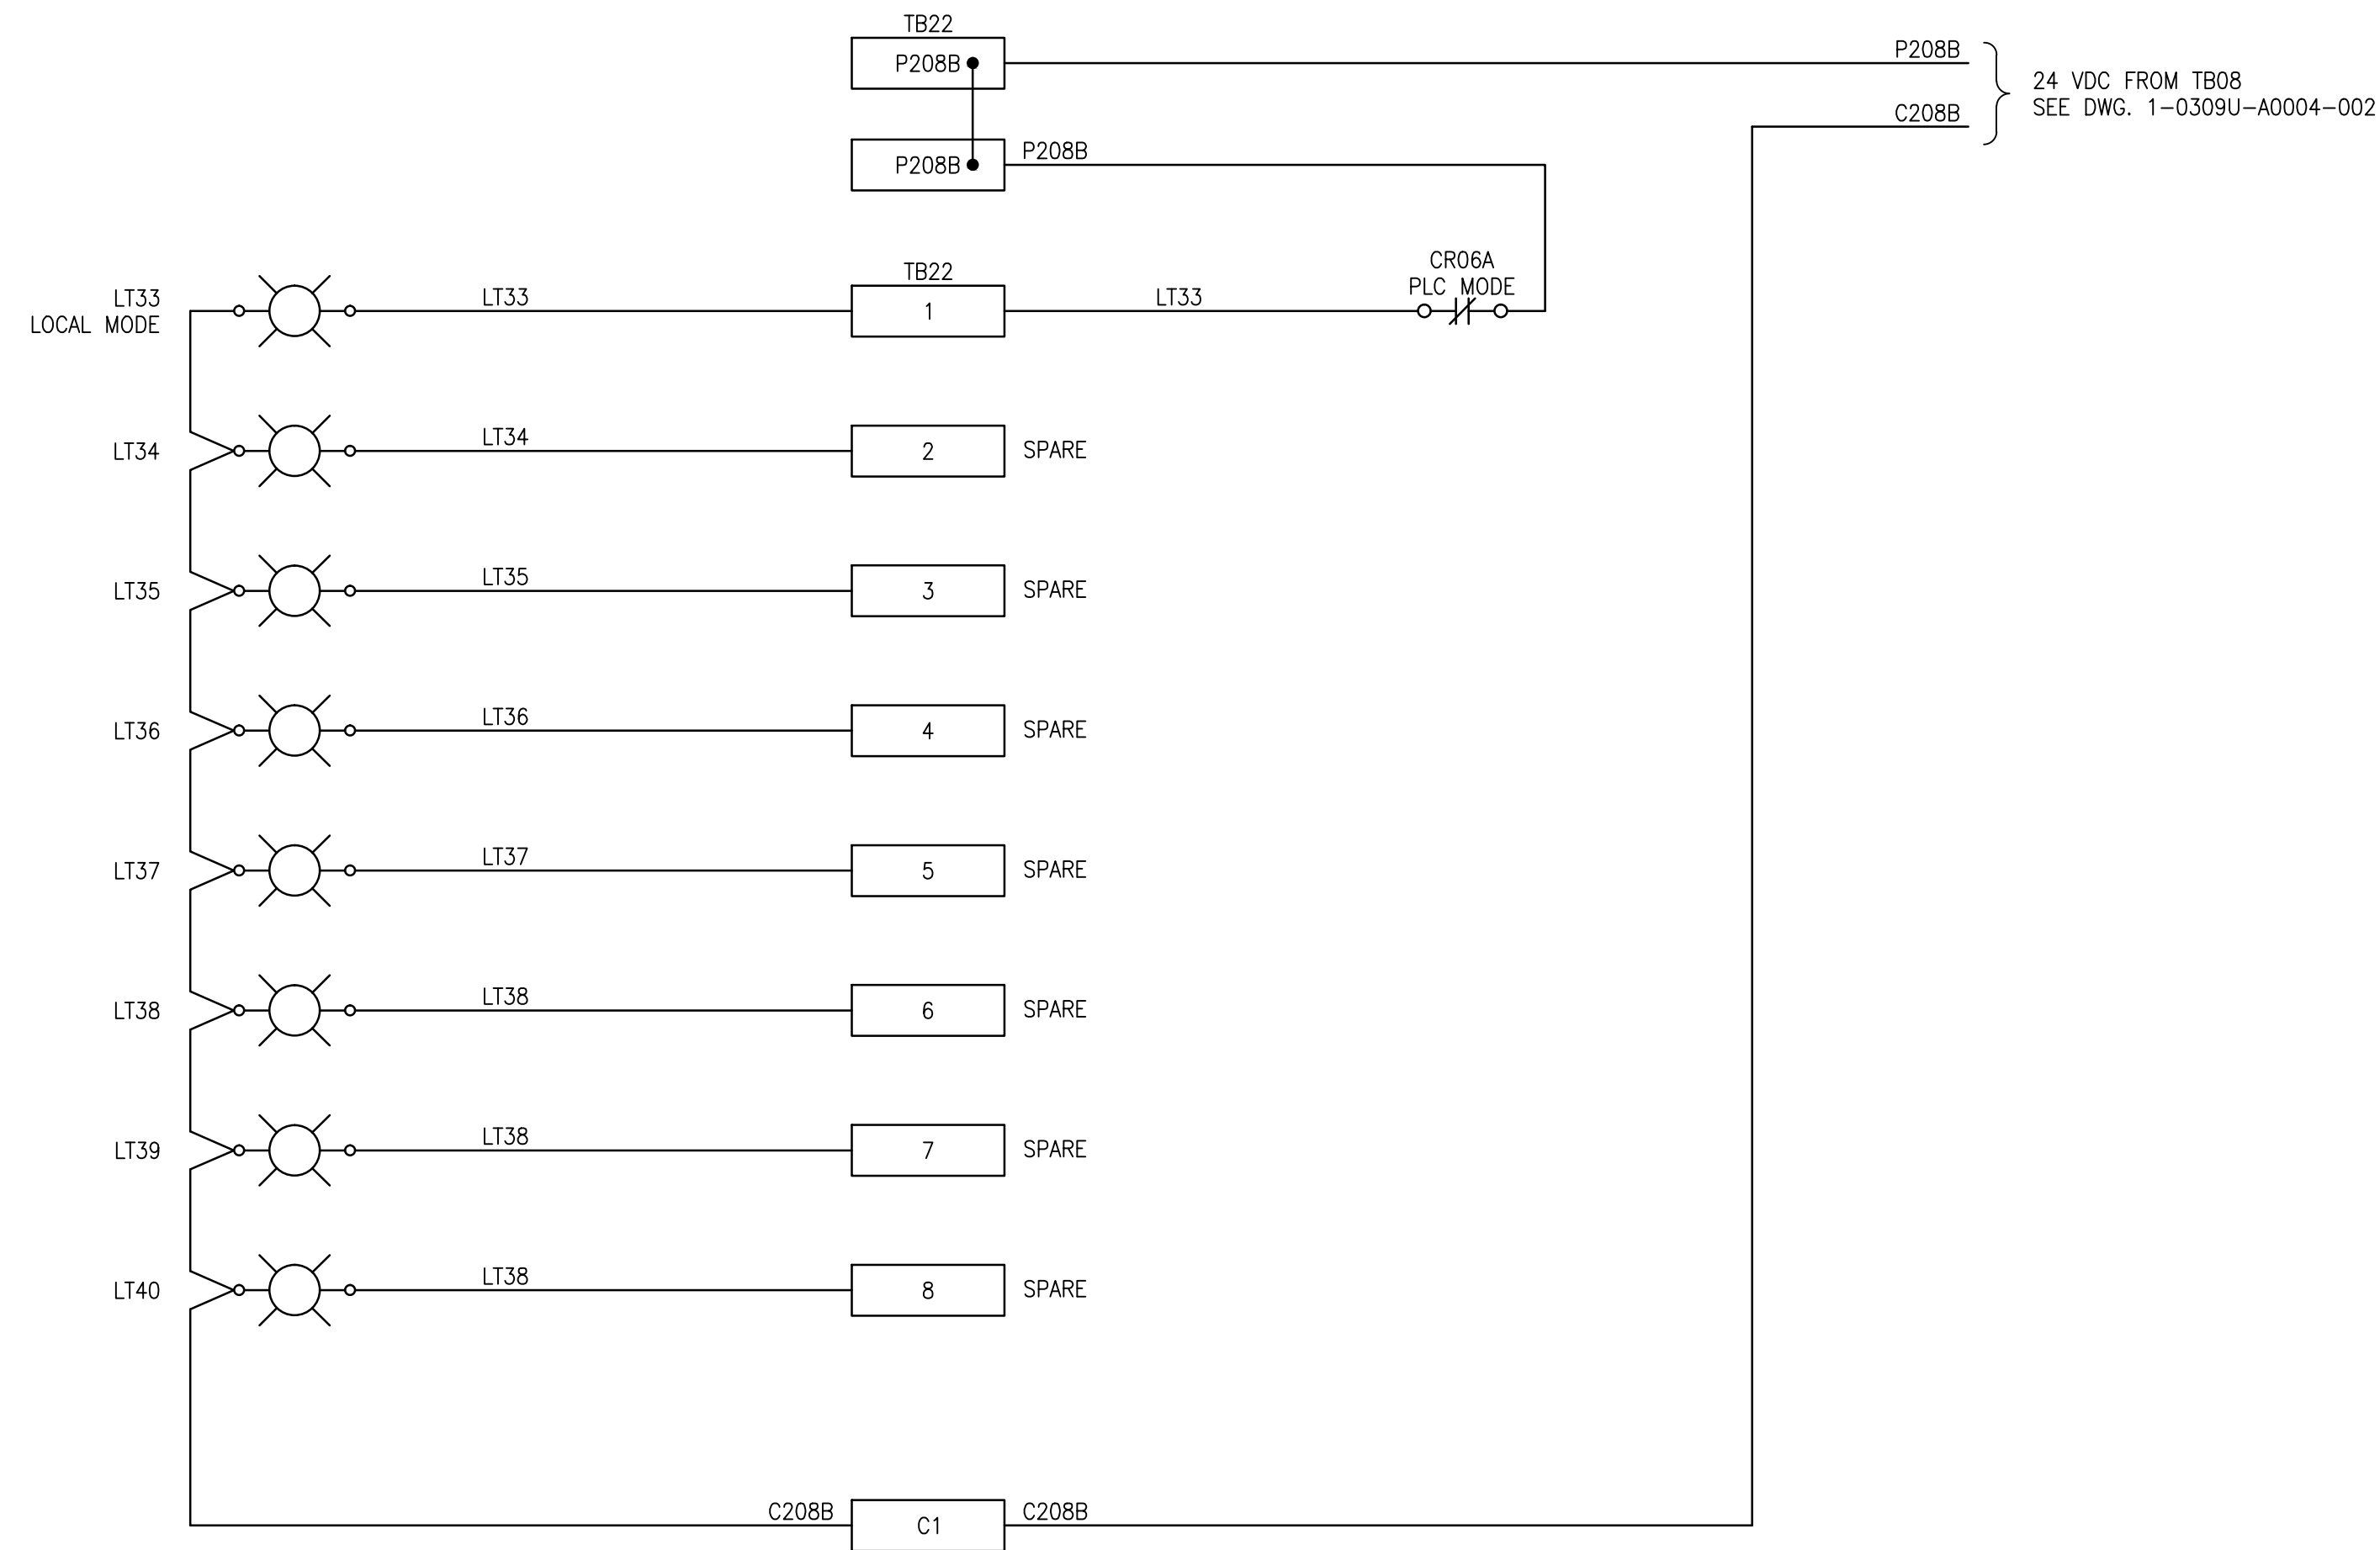 TB22
P208B
P208B
C208B
24 VDC FROM TB08
SEE DWG. 1-0309U-A0004-002
P208B
P208B
CR06A
PLC MODE
LT33
LOCAL MODE
LT33
TB22
1
LT33
LT34
LT34
2
SPARE
LT35
LT35
3
SPARE
LT36
LT36
4
SPARE
LT37
LT37
5
SPARE
LT38
LT38
6
SPARE
LT39
LT38
7
SPARE
LT40
LT38
8
SPARE
C208B
C1
C208B